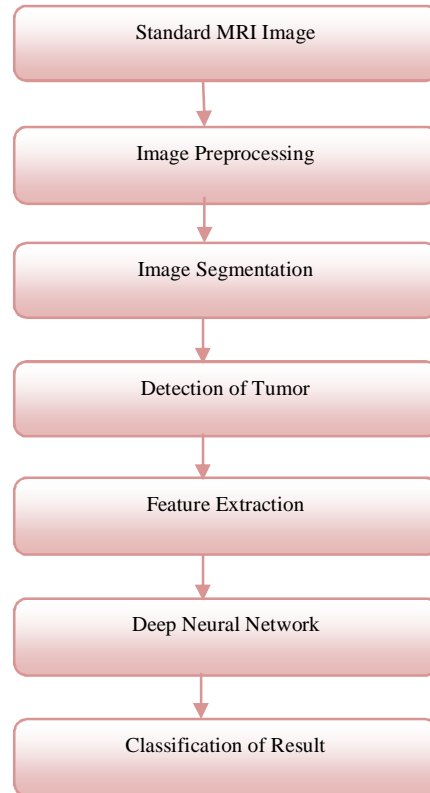 Standard MRI Image
Image Preprocessing
Image Segmentation
Detection of Tumor
Feature Extraction
Deep Neural Network
Classification of Result